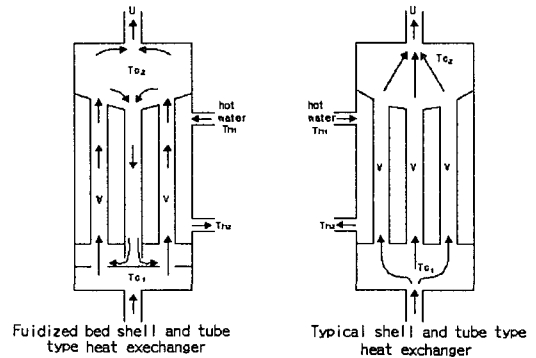 U
U
Tc2
Tc2
hot
water
TH1
hot
water
TH1
V
V
V
V
V
TH2
TH2
Tc1
Tc1
Fuidized bed shell and tube
type heat exechanger
Typical shell and tube type
heat exchanger